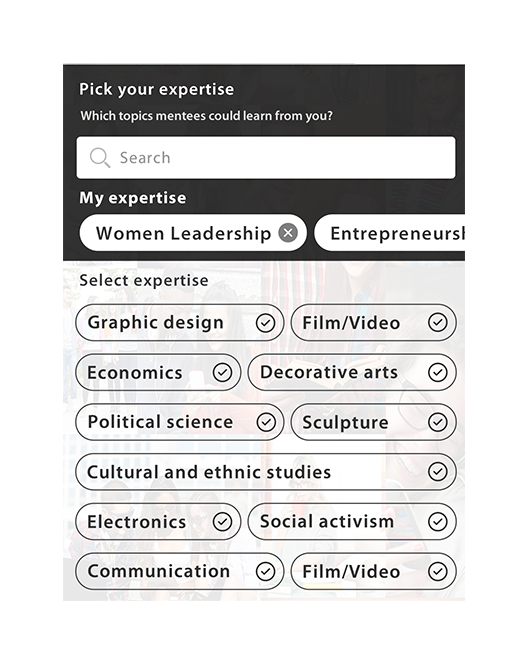 Pick your expertise
Which topics mentees could learn from you?
Search
My expertise
Women Leadership Entrepreneursh
Select expertise
Graphic design Film/Video
Economics Decorative arts
Political science Sculpture
Cultural and ethnic studies
Electronics Social activism
Communication Film/Video